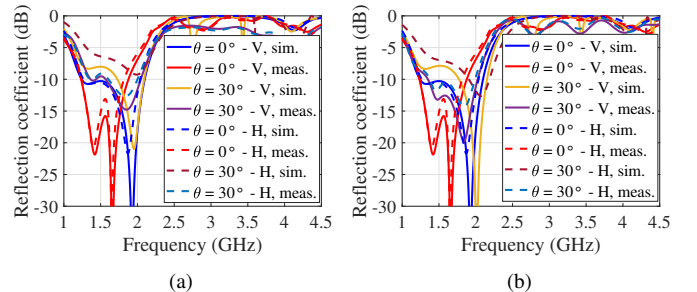 Reflection coefficient (dB)
0
-5
-10
-15
-20
-25
-30
1
1.5
2
2.5
3
3.5
4
4.5
Frequency (GHz)
θ = 0° - V, sim.
θ = 0° - V, meas.
θ = 30° - V, sim.
θ = 30° - V, meas.
θ = 0° - H, sim.
θ = 0° - H, meas.
θ = 30° - H, sim.
θ = 30° - H, meas.
(a)
Reflection coefficient (dB)
0
-5
-10
-15
-20
-25
-30
1
1.5
2
2.5
3
3.5
4
4.5
Frequency (GHz)
θ = 0° - V, sim.
θ = 0° - V, meas.
θ = 30° - V, sim.
θ = 30° - V, meas.
θ = 0° - H, sim.
θ = 0° - H, meas.
θ = 30° - H, sim.
θ = 30° - H, meas.
(b)